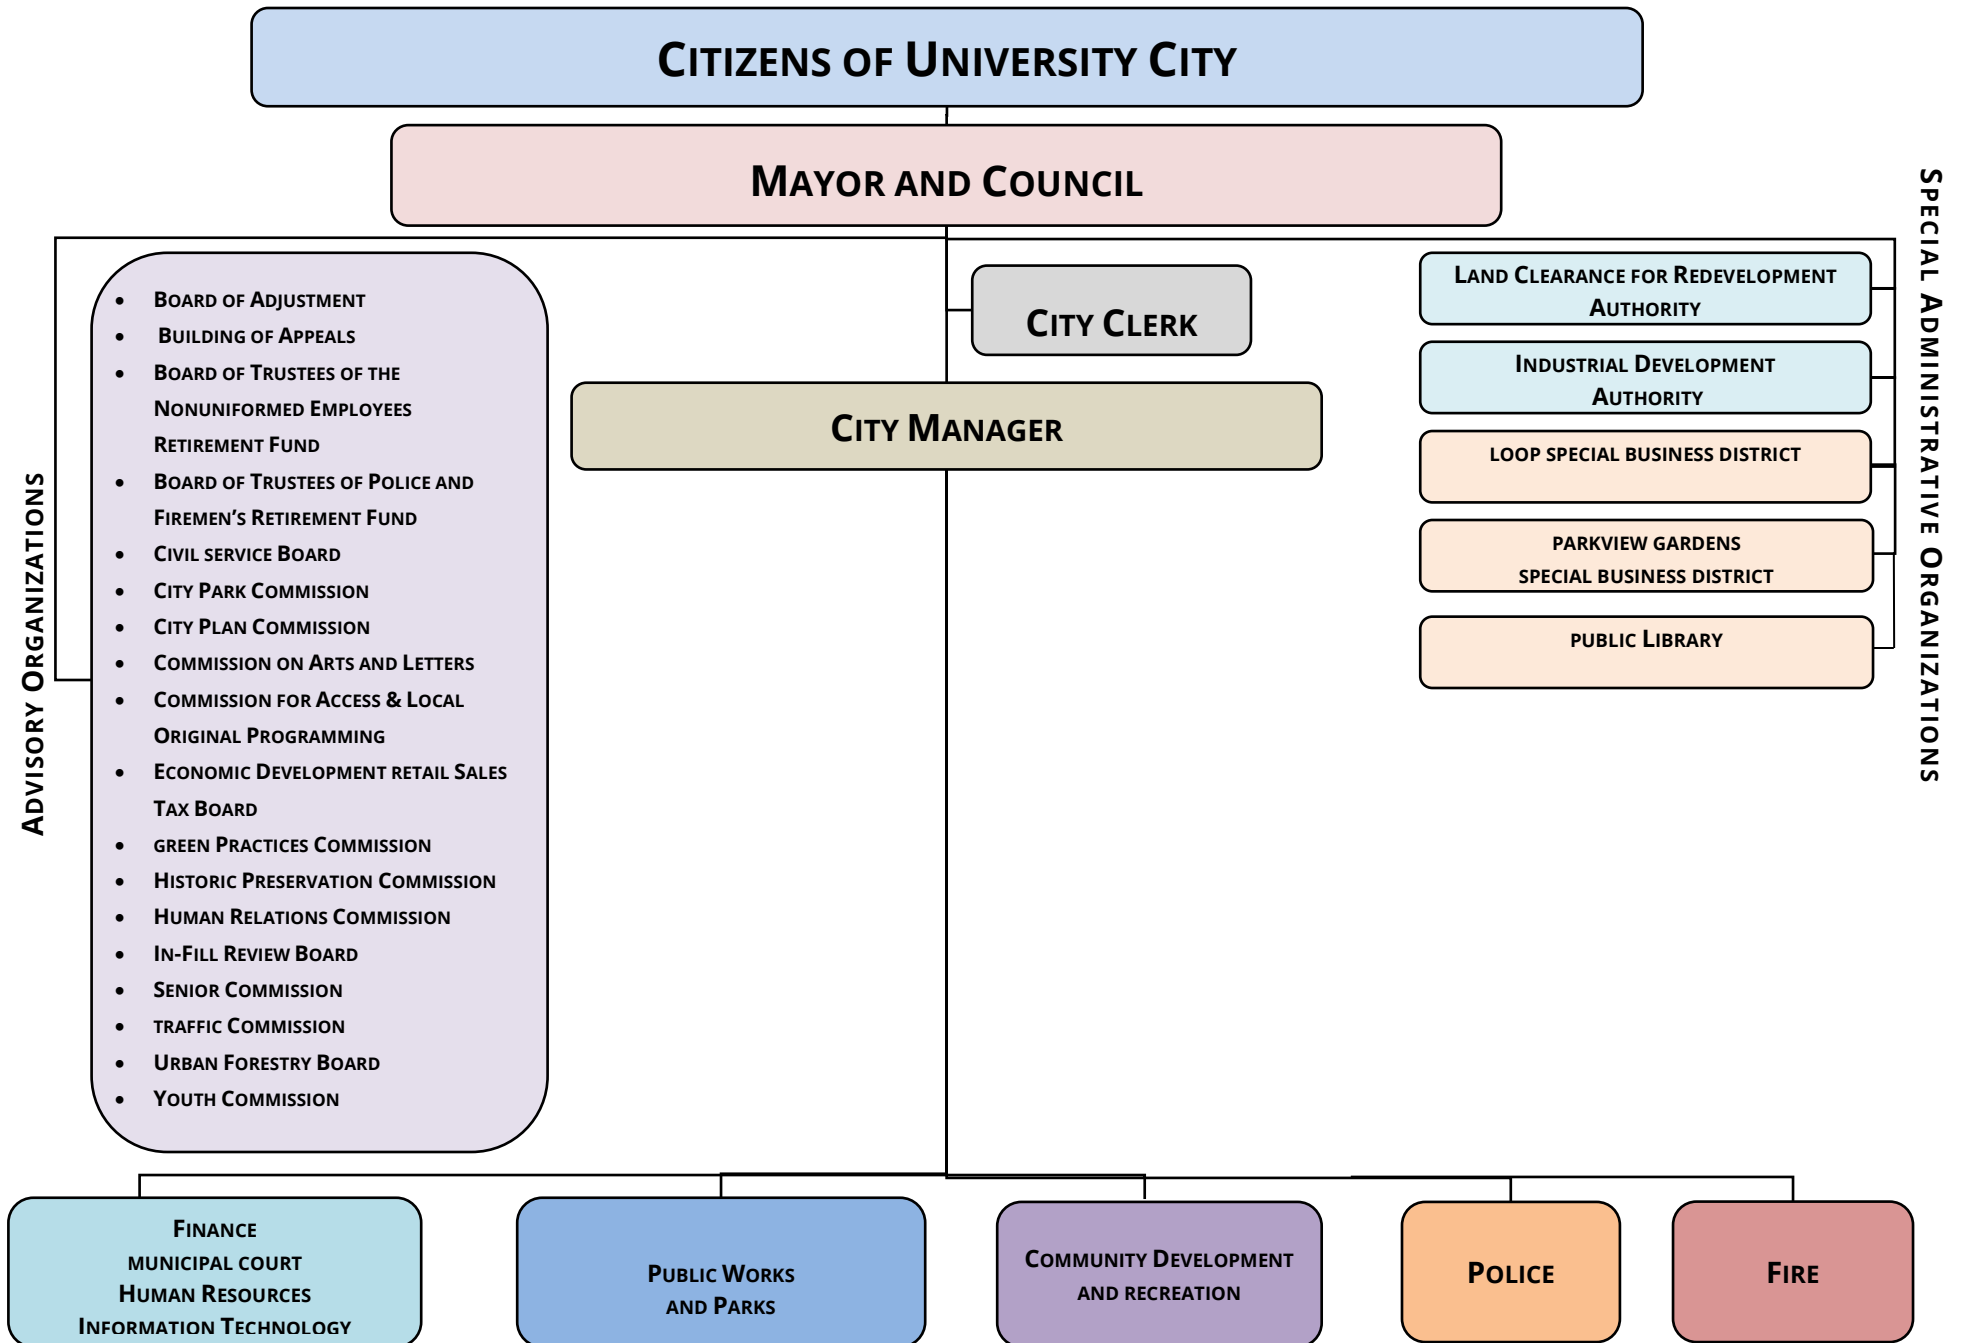 CITIZENS OF UNIVERSITY CITY
MAYOR AND COUNCIL
ADVISORY ORGANIZATIONS
• BOARD OF ADJUSTMENT
• BUILDING OF APPEALS
• BOARD OF TRUSTEES OF THE
NONUNIFORMED EMPLOYEES
RETIREMENT FUND
• BOARD OF TRUSTEES OF POLICE AND
FIREMEN’S RETIREMENT FUND
• CIVIL SERVICE BOARD
• CITY PARK COMMISSION
• CITY PLAN COMMISSION
• COMMISSION ON ARTS AND LETTERS
• COMMISSION FOR ACCESS & LOCAL
ORIGINAL PROGRAMMING
• ECONOMIC DEVELOPMENT RETAIL SALES
TAX BOARD
• GREEN PRACTICES COMMISSION
• HISTORIC PRESERVATION COMMISSION
• HUMAN RELATIONS COMMISSION
• IN-FILL REVIEW BOARD
• SENIOR COMMISSION
• TRAFFIC COMMISSION
• URBAN FORESTRY BOARD
• YOUTH COMMISSION
CITY CLERK
CITY MANAGER
SPECIAL ADMINISTRATIVE ORGANIZATIONS
LAND CLEARANCE FOR REDEVELOPMENT
AUTHORITY
INDUSTRIAL DEVELOPMENT
AUTHORITY
LOOP SPECIAL BUSINESS DISTRICT
PARKVIEW GARDENS
SPECIAL BUSINESS DISTRICT
PUBLIC LIBRARY
FINANCE
MUNICIPAL COURT
HUMAN RESOURCES
INFORMATION TECHNOLOGY
PUBLIC WORKS
AND PARKS
COMMUNITY DEVELOPMENT
AND RECREATION
POLICE
FIRE